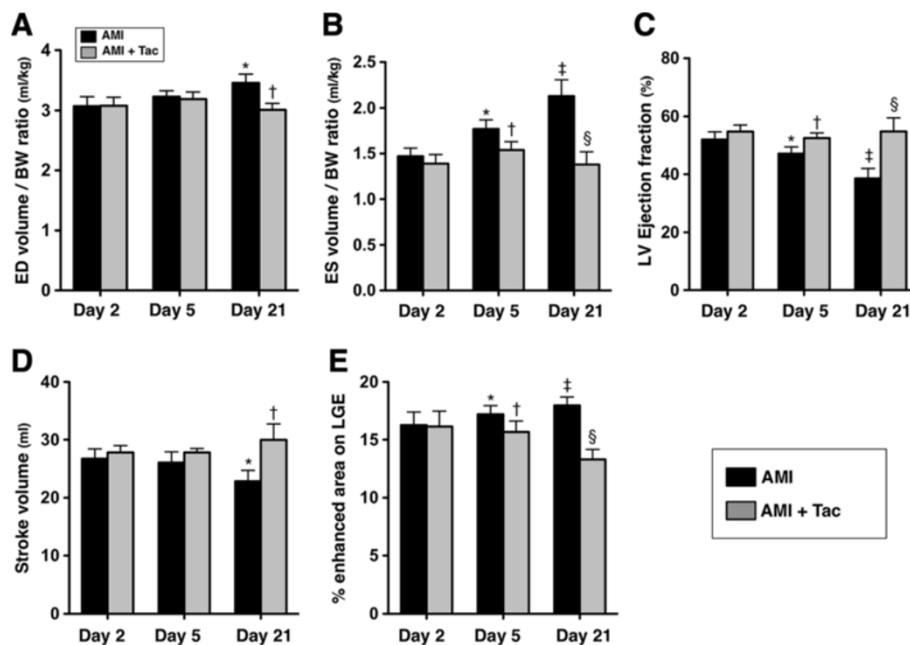 A
AMI
AMI + Tac
ED volume / BW ratio (ml/kg)
4
3
2
1
0
*
†
Day 2 Day 5 Day 21
B
ES volume / BW ratio (ml/kg)
2.5
2.0
1.5
1.0
0.5
0.0
*
†
‡
§
Day 2 Day 5 Day 21
C
LV Ejection fraction (%)
80
60
40
20
0
*
†
‡
§
Day 2 Day 5 Day 21
D
Stroke volume (ml)
40
30
20
10
0
*
†
Day 2 Day 5 Day 21
E
% enhanced area on LGE
20
15
10
5
0
*
†
‡
§
Day 2 Day 5 Day 21
AMI
AMI + Tac